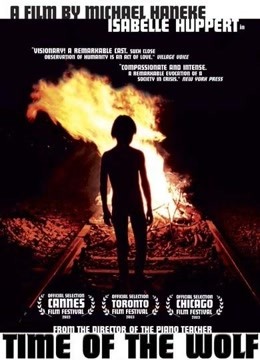 A FILM BY MICHAEL HANEKE
ISABELLE HUPPERT in
"VISIONARY! A REMARKABLE CAST. SUCH CLOSE
OBSERVATION OF HUMANITY IS AN ACT OF LOVE." VILLAGE VOICE
"COMPASSIONATE AND INTENSE.
A REMARKABLE EVOCATION OF A
SOCIETY IN CRISIS." NEW YORK PRESS
OFFICIAL SELECTION
CANNES
FILM FESTIVAL
2003
OFFICIAL SELECTION
TORONTO
FILM FESTIVAL
2003
OFFICIAL SELECTION
CHICAGO
FILM FESTIVAL
2003
FROM THE DIRECTOR OF THE PIANO TEACHER
TIME OF THE WOLF